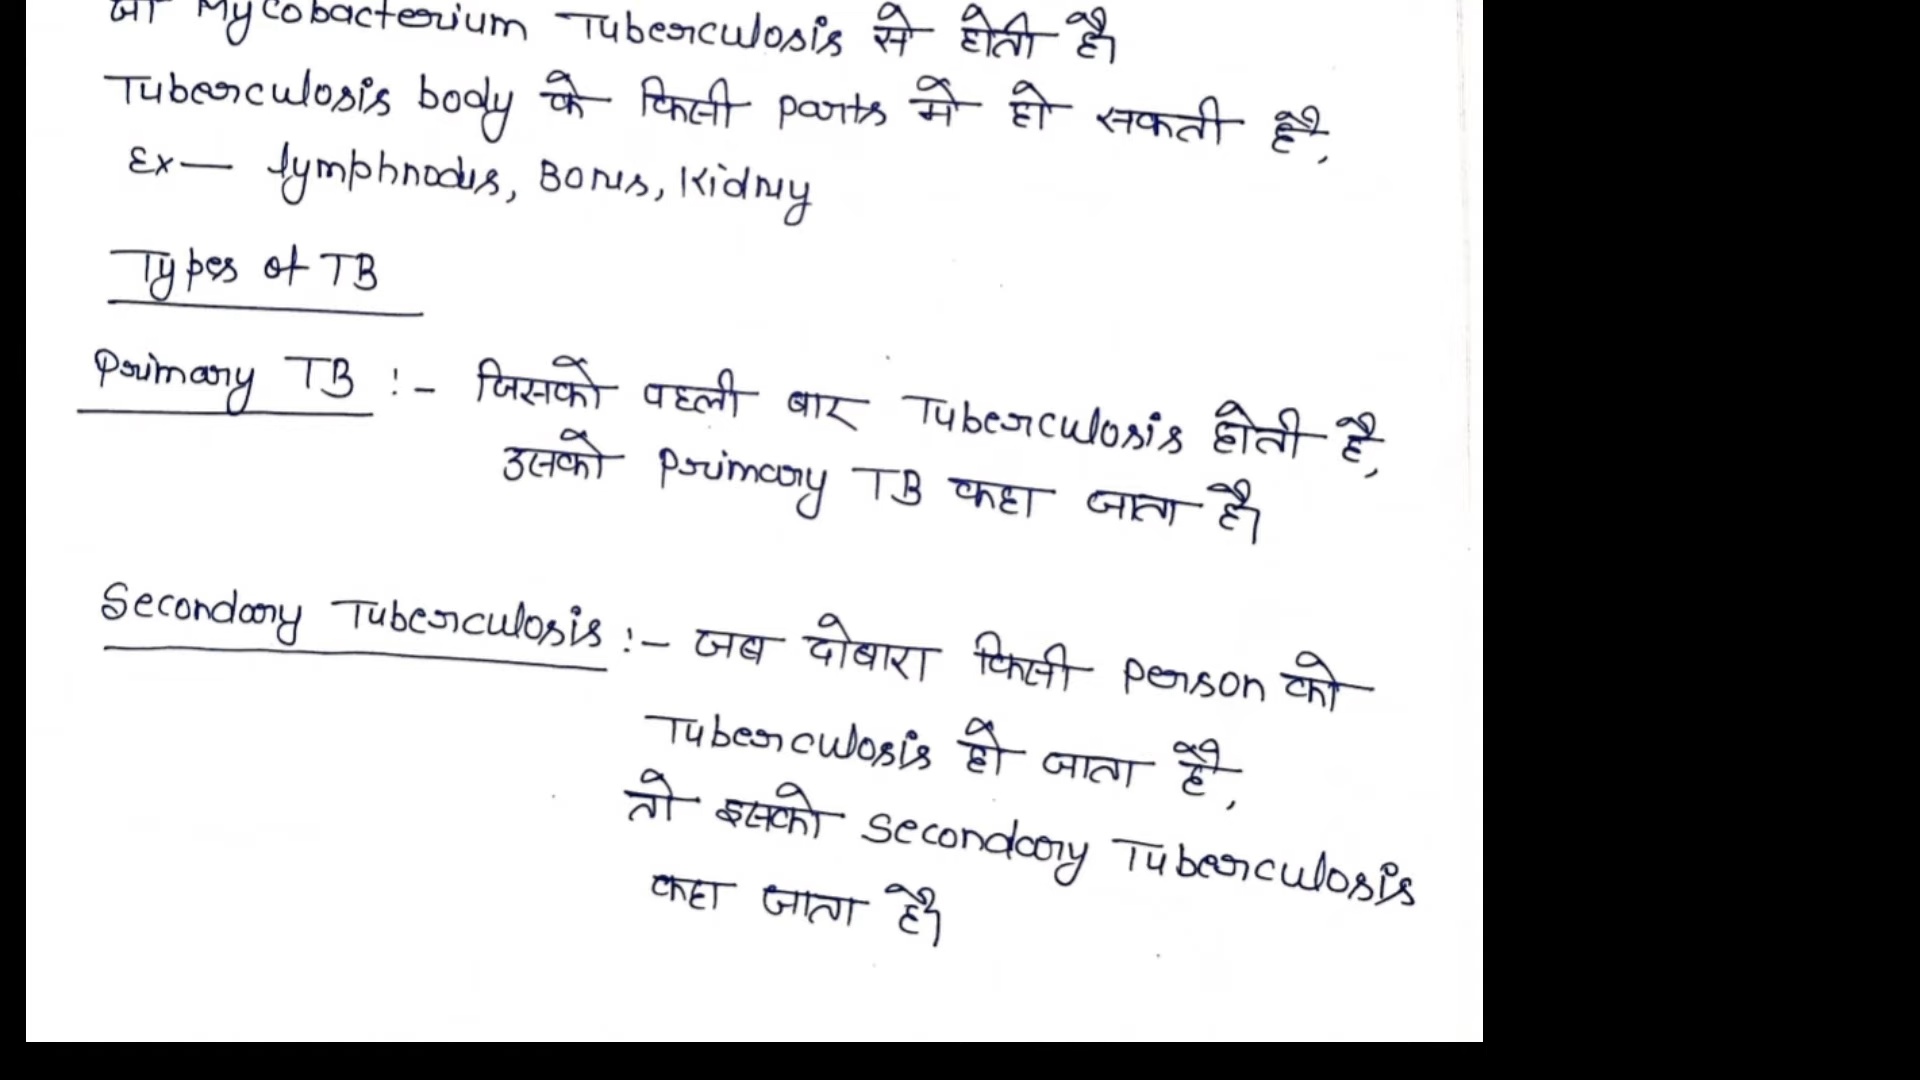 जो Mycobacterium Tuberculosis से होती है।
Tuberculosis body के किसी parts में हो सकती है,
Ex— lymphnodes, Bones, Kidney
Types of TB
Primary TB :- जिसको पहली बार Tuberculosis होती है,
उसको primary TB कहा जाता है।
Secondary Tuberculosis :- जब दोबारा किसी person को
Tuberculosis हो जाता है,
तो इसको secondary Tuberculosis
कहा जाता है।